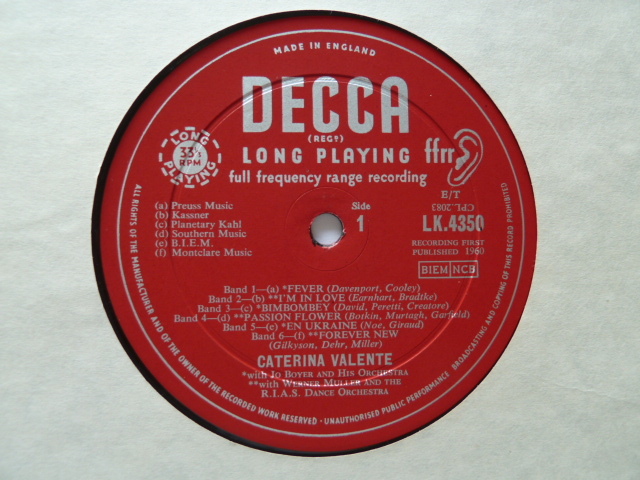 MADE IN ENGLAND
DECCA
(REGD)
LONG PLAYING
ffrr
full frequency range recording
LONG PLAYING
33⅓
RPM
E/T
CPL 2083
(a) Preuss Music
(b) Kassner
(c) Planetary Kahl
(d) Southern Music
(e) B.I.E.M.
(f) Montclare Music
Side
1
LK.4350
RECORDING FIRST
PUBLISHED 1960
BIEM NCB
Band 1—(a) *FEVER (Davenport, Cooley)
Band 2—(b) **I'M IN LOVE (Earnhart, Bradtke)
Band 3—(c) *BIMBOMBEY (David, Peretti, Creatore)
Band 4—(d) **PASSION FLOWER (Botkin, Murtagh, Garfield)
Band 5—(e) *EN UKRAINE (Noe, Giraud)
Band 6—(f) **FOREVER NEW
(Gilkyson, Dehr, Miller)
CATERINA VALENTE
*with JO BOYER AND HIS ORCHESTRA
**with WERNER MULLER AND THE
R.I.A.S. DANCE ORCHESTRA
ALL RIGHTS OF THE MANUFACTURER AND OF THE OWNER OF THE RECORDED WORK RESERVED - UNAUTHORISED PUBLIC PERFORMANCE BROADCASTING AND COPYING OF THIS RECORD PROHIBITED